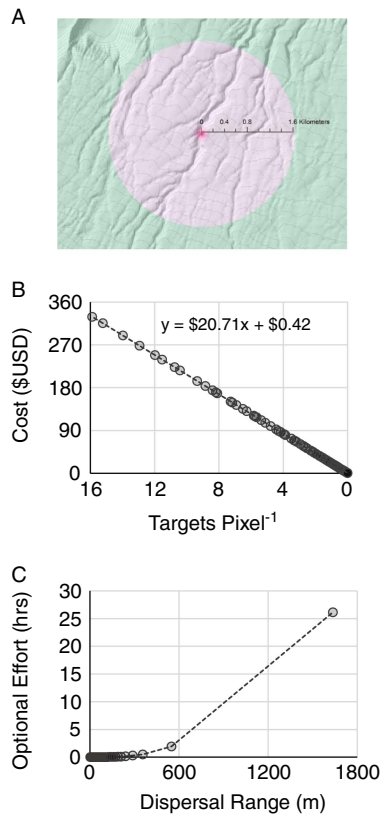 A
0 0.4 0.8 1.6 Kilometers
B
360
270
180
90
0
Cost ($USD)
y = $20.71x + $0.42
16 12 8 4 0
Targets Pixel-1
C
30
25
20
15
10
5
0
Optional Effort (hrs)
0 600 1200 1800
Dispersal Range (m)